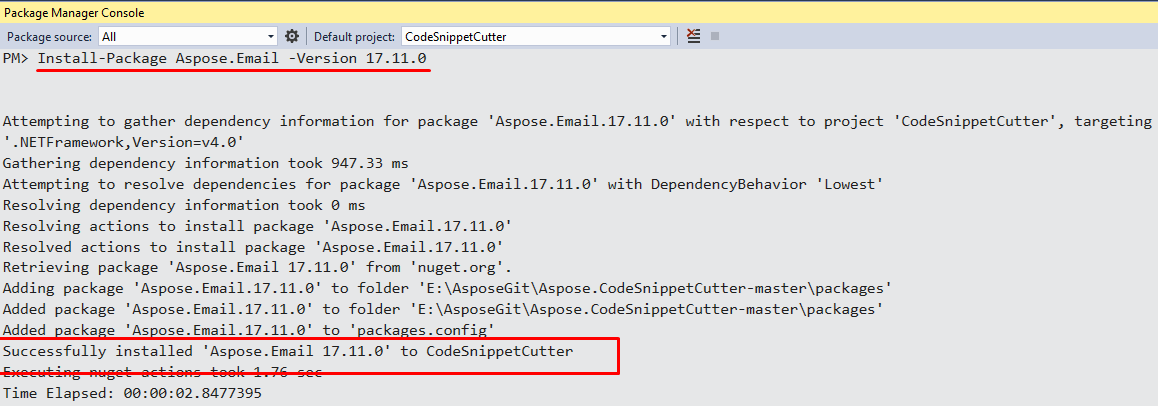 Package Manager Console
Package source: All Default project: CodeSnippetCutter
PM> Install-Package Aspose.Email -Version 17.11.0
Attempting to gather dependency information for package 'Aspose.Email.17.11.0' with respect to project 'CodeSnippetCutter', targeting
'.NETFramework,Version=v4.0'
Gathering dependency information took 947.33 ms
Attempting to resolve dependencies for package 'Aspose.Email.17.11.0' with DependencyBehavior 'Lowest'
Resolving dependency information took 0 ms
Resolving actions to install package 'Aspose.Email.17.11.0'
Resolved actions to install package 'Aspose.Email.17.11.0'
Retrieving package 'Aspose.Email 17.11.0' from 'nuget.org'.
Adding package 'Aspose.Email.17.11.0' to folder 'E:\AsposeGit\Aspose.CodeSnippetCutter-master\packages'
Added package 'Aspose.Email.17.11.0' to folder 'E:\AsposeGit\Aspose.CodeSnippetCutter-master\packages'
Added package 'Aspose.Email.17.11.0' to 'packages.config'
Successfully installed 'Aspose.Email 17.11.0' to CodeSnippetCutter
Executing nuget actions took 1.76 sec
Time Elapsed: 00:00:02.8477395